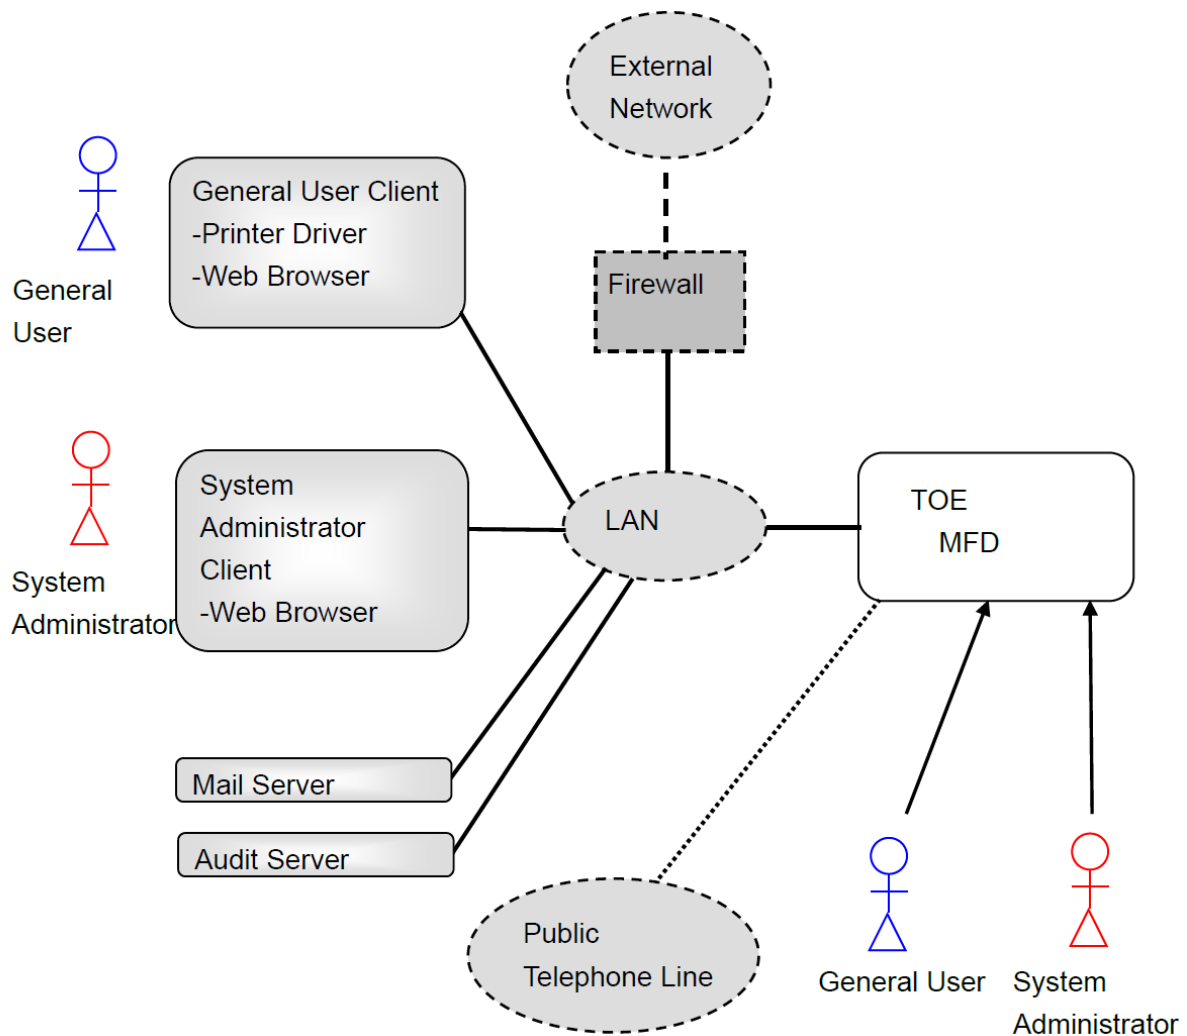 External
Network
General User Client
-Printer Driver
-Web Browser
General
User
Firewall
System
Administrator
Client
-Web Browser
System
Administrator
LAN
TOE
MFD
Mail Server
Audit Server
Public
Telephone Line
General User
System
Administrator